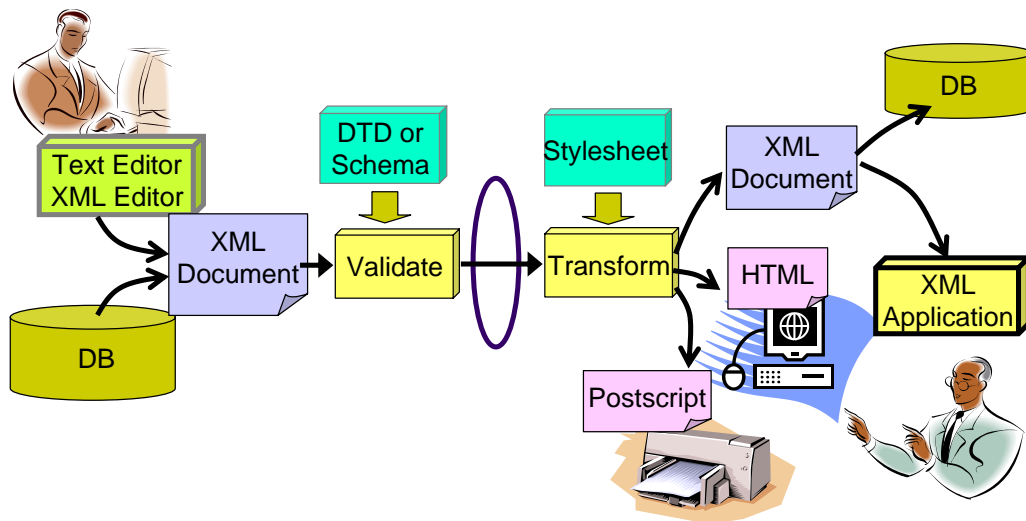 Text Editor
XML Editor
DB
XML
Document
DTD or
Schema
Validate
Stylesheet
Transform
XML
Document
HTML
Postscript
DB
XML
Application